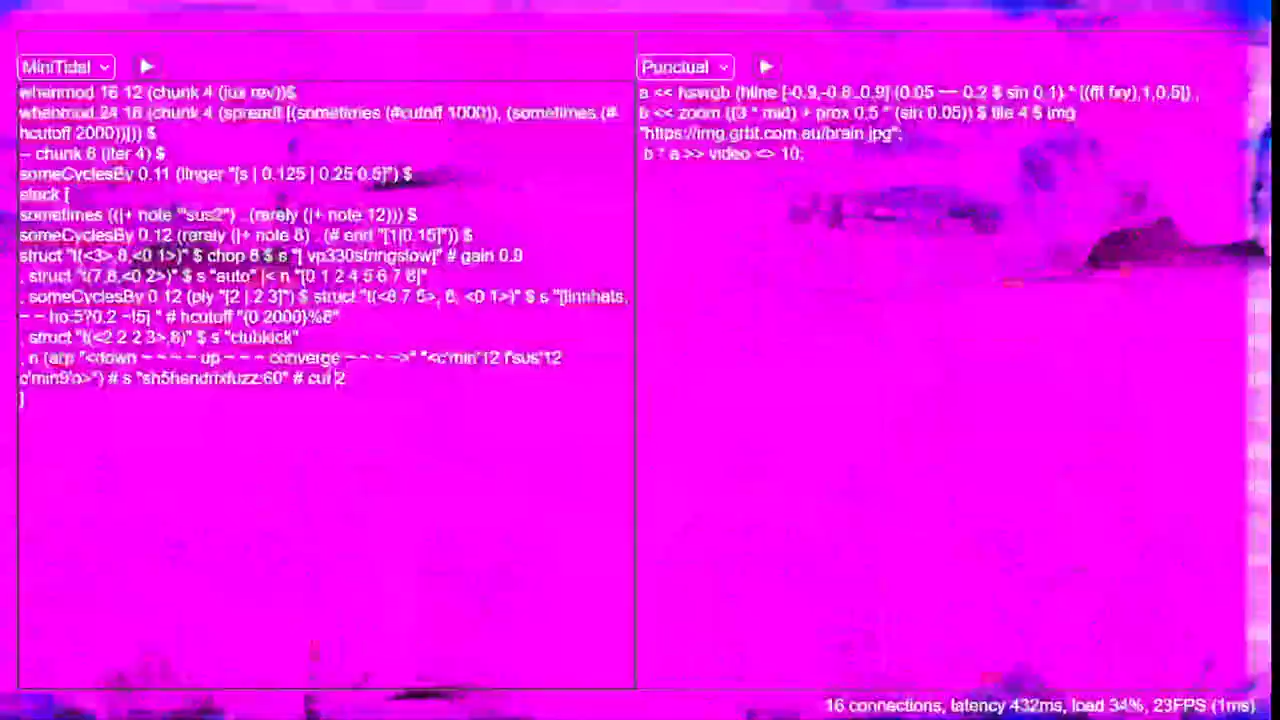 MiniTidal
whenmod 16 12 (chunk 4 (jux rev))$
whenmod 24 18 (chunk 4 (spread [(sometimes (#cutoff 1000)), (sometimes (#
hcutoff 2000))])) $
-- chunk 8 (iter 4) $
someCyclesBy 0.11 (linger "[s | 0.125 | 0.25 0.5]") $
stack [
sometimes ((|+ note "'sus2") . (rarely (|+ note 12))) $
someCyclesBy 0.12 (rarely (|+ note 8) . (# end "[1|0.15]")) $
struct "t(<3>,8,<0 1>)" $ chop 8 $ s "[ vp330stringslow]" # gain 0.9
, struct "t(7,8,<0 2>)" $ s "auto" |< n "[0 1 2 4 5 6 7 8]"
, someCyclesBy 0.12 (ply "[2 | 2 3]") $ struct "t(<8 7 5>, 8, <0 1>)" $ s "[linnhats,
~ ~ ho:5?0.2 ~!5] " # hcutoff "{0 2000}%8"
, struct "t(<2 2 2 3>,8)" $ s "clubkick"
, n (arp "<down ~ ~ ~ ~ up ~ ~ ~ converge ~ ~ ~ ~>" "<c'min'12 f'sus'12
c'min9'o>") # s "sh5hendrixfuzz:60" # cut 2
]
Punctual
a << (hline [-0.9,-0.8..0.9] (0.05 ~~ 0.2 $ sin 0.1) * [((fft fxy),1,0.5]) ,
b << zoom ((3 * mid) + prox 0.5 * (sin 0.05)) $ tile 4 $ img
"https://img.grbt.com.au/brain.jpg";
b * a >> video <> 10;
16 connections, latency 432ms, load 34%, 23FPS (1ms)